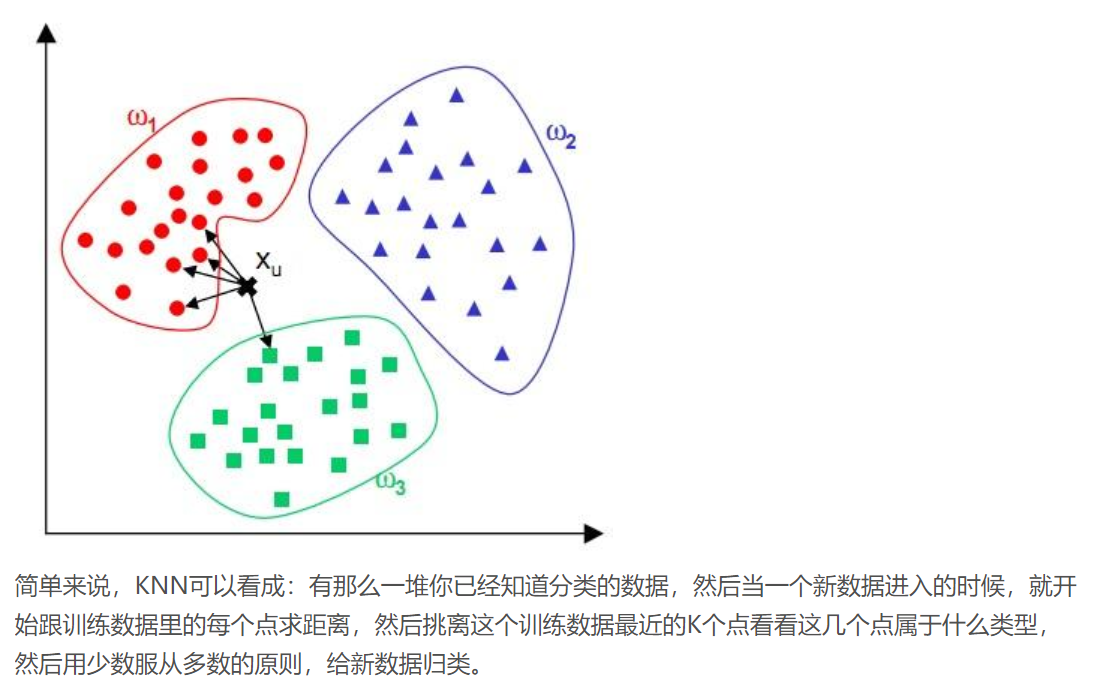 ω1
ω2
xu
ω3
简单来说，KNN可以看成：有那么一堆你已经知道分类的数据，然后当一个新数据进入的时候，就开
始跟训练数据里的每个点求距离，然后挑离这个训练数据最近的K个点看看这几个点属于什么类型，
然后用少数服从多数的原则，给新数据归类。